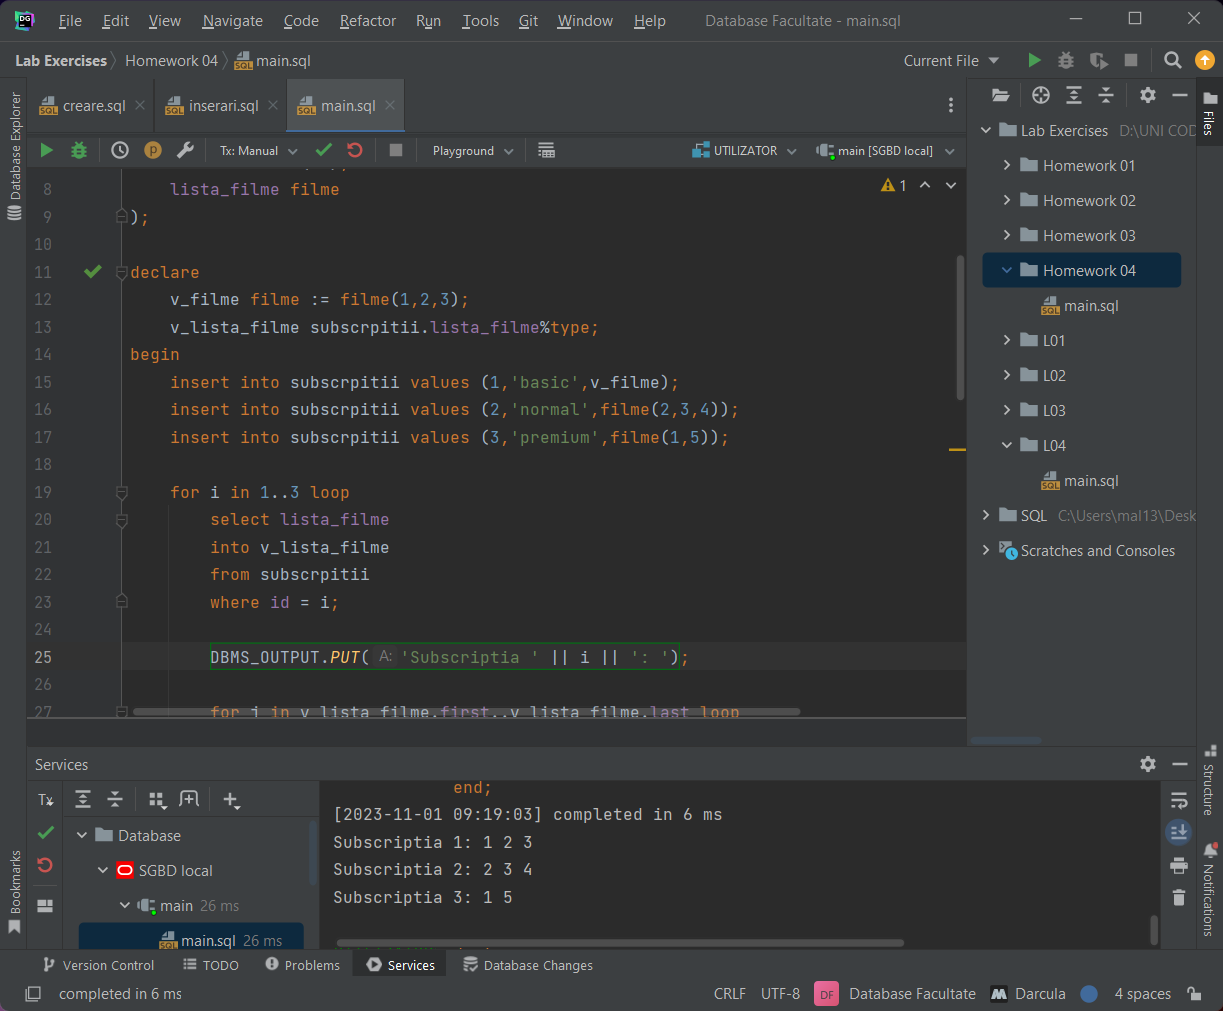 DG File Edit View Navigate Code Refactor Run Tools Git Window Help Database Facultate - main.sql
Lab Exercises Homework 04 main.sql Current File
creare.sql inserari.sql main.sql
Tx: Manual Playground UTILIZATOR main [SGBD local]
Database Explorer
Files
8 lista_filme filme
1
9 );
10
11 declare
12 v_filme filme := filme(1,2,3);
13 v_lista_filme subscrpitii.lista_filme%type;
14 begin
15 insert into subscrpitii values (1,'basic',v_filme);
16 insert into subscrpitii values (2,'normal',filme(2,3,4));
17 insert into subscrpitii values (3,'premium',filme(1,5));
18
19 for i in 1..3 loop
20 select lista_filme
21 into v_lista_filme
22 from subscrpitii
23 where id = i;
24
25 DBMS_OUTPUT.PUT( A: 'Subscriptia ' || i || ': ');
26
27 for j in v_lista_filme.first..v_lista_filme.last loop
Lab Exercises D:\UNI COD
Homework 01
Homework 02
Homework 03
Homework 04
main.sql
L01
L02
L03
L04
main.sql
SQL C:\Users\mal13\Desk
Scratches and Consoles
Services
Tx
Database
SGBD local
main 26 ms
main.sql 26 ms
end;
[2023-11-01 09:19:03] completed in 6 ms
Subscriptia 1: 1 2 3
Subscriptia 2: 2 3 4
Subscriptia 3: 1 5
Bookmarks
Structure
Notifications
Version Control TODO Problems Services Database Changes
completed in 6 ms CRLF UTF-8 DF Database Facultate Darcula 4 spaces